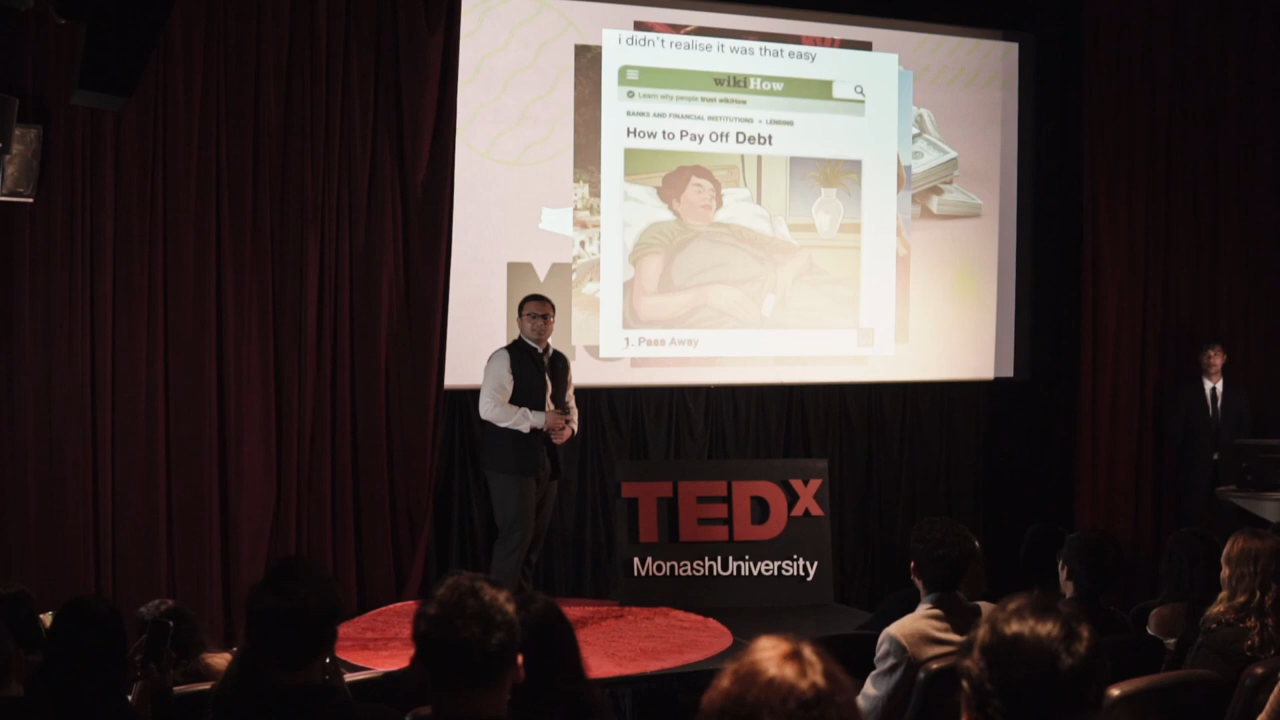 i didn't realise it was that easy
wikiHow
Learn why people trust wikiHow
BANKS AND FINANCIAL INSTITUTIONS » LENDING
How to Pay Off Debt
1. Pass Away
TEDx
MonashUniversity